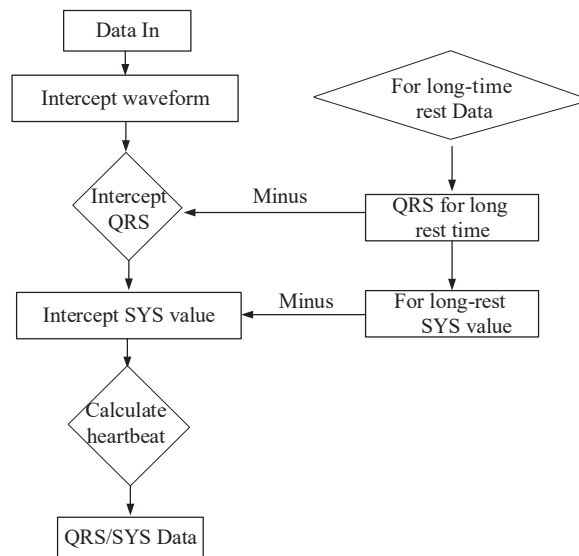 Data In
Intercept waveform
For long-time
rest Data
Intercept
QRS
Minus
QRS for long
rest time
Intercept SYS value
Minus
For long-rest
SYS value
Calculate
heartbeat
QRS/SYS Data